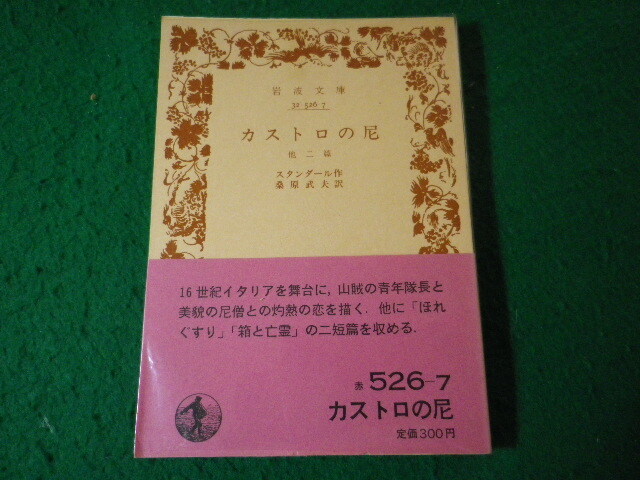 岩波文庫
32-526-7
カストロの尼
他二篇
スタンダール作
桑原武夫訳
16世紀イタリアを舞台に，山賊の青年隊長と
美貌の尼僧との灼熱の恋を描く．他に「ほれ
ぐすり」「箱と亡霊」の二短篇を収める．
赤 526-7
カストロの尼
定価300円